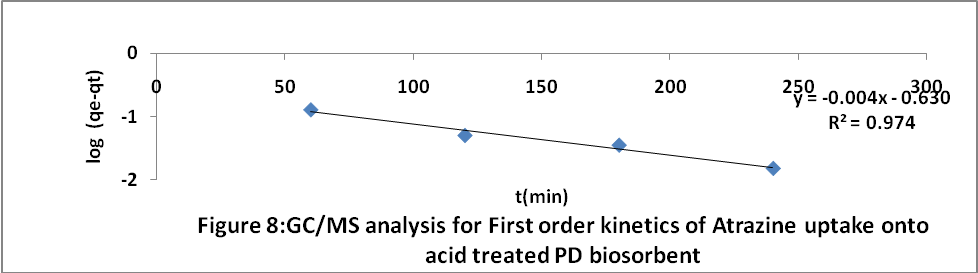 0
0 50 100 150 200 250 300
y = -0.004x - 0.630
R² = 0.974
-1
-2
log (qe-qt)
t(min)
Figure 8:GC/MS analysis for First order kinetics of Atrazine uptake onto
acid treated PD biosorbent